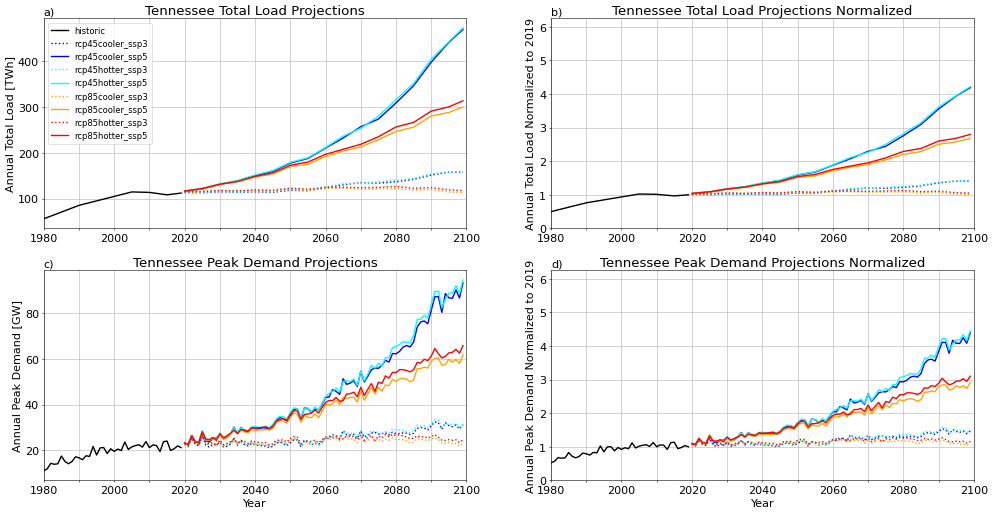 a)
Tennessee Total Load Projections
Annual Total Load [TWh]
400
300
200
100
historic
rcp45cooler_ssp3
rcp45cooler_ssp5
rcp45hotter_ssp3
rcp45hotter_ssp5
rcp85cooler_ssp3
rcp85cooler_ssp5
rcp85hotter_ssp3
rcp85hotter_ssp5
1980 2000 2020 2040 2060 2080 2100
b)
Tennessee Total Load Projections Normalized
Annual Total Load Normalized to 2019
6
5
4
3
2
1
0
1980 2000 2020 2040 2060 2080 2100
c)
Tennessee Peak Demand Projections
Annual Peak Demand [GW]
80
60
40
20
1980 2000 2020 2040 2060 2080 2100
Year
d)
Tennessee Peak Demand Projections Normalized
Annual Peak Demand Normalized to 2019
6
5
4
3
2
1
0
1980 2000 2020 2040 2060 2080 2100
Year